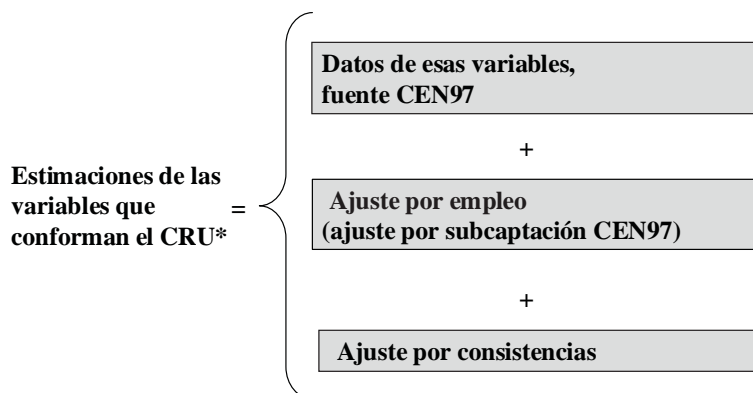 Datos de esas variables,
fuente CEN97
+
Estimaciones de las
variables que
conforman el CRU*
=
Ajuste por empleo
(ajuste por subcaptación CEN97)
+
Ajuste por consistencias